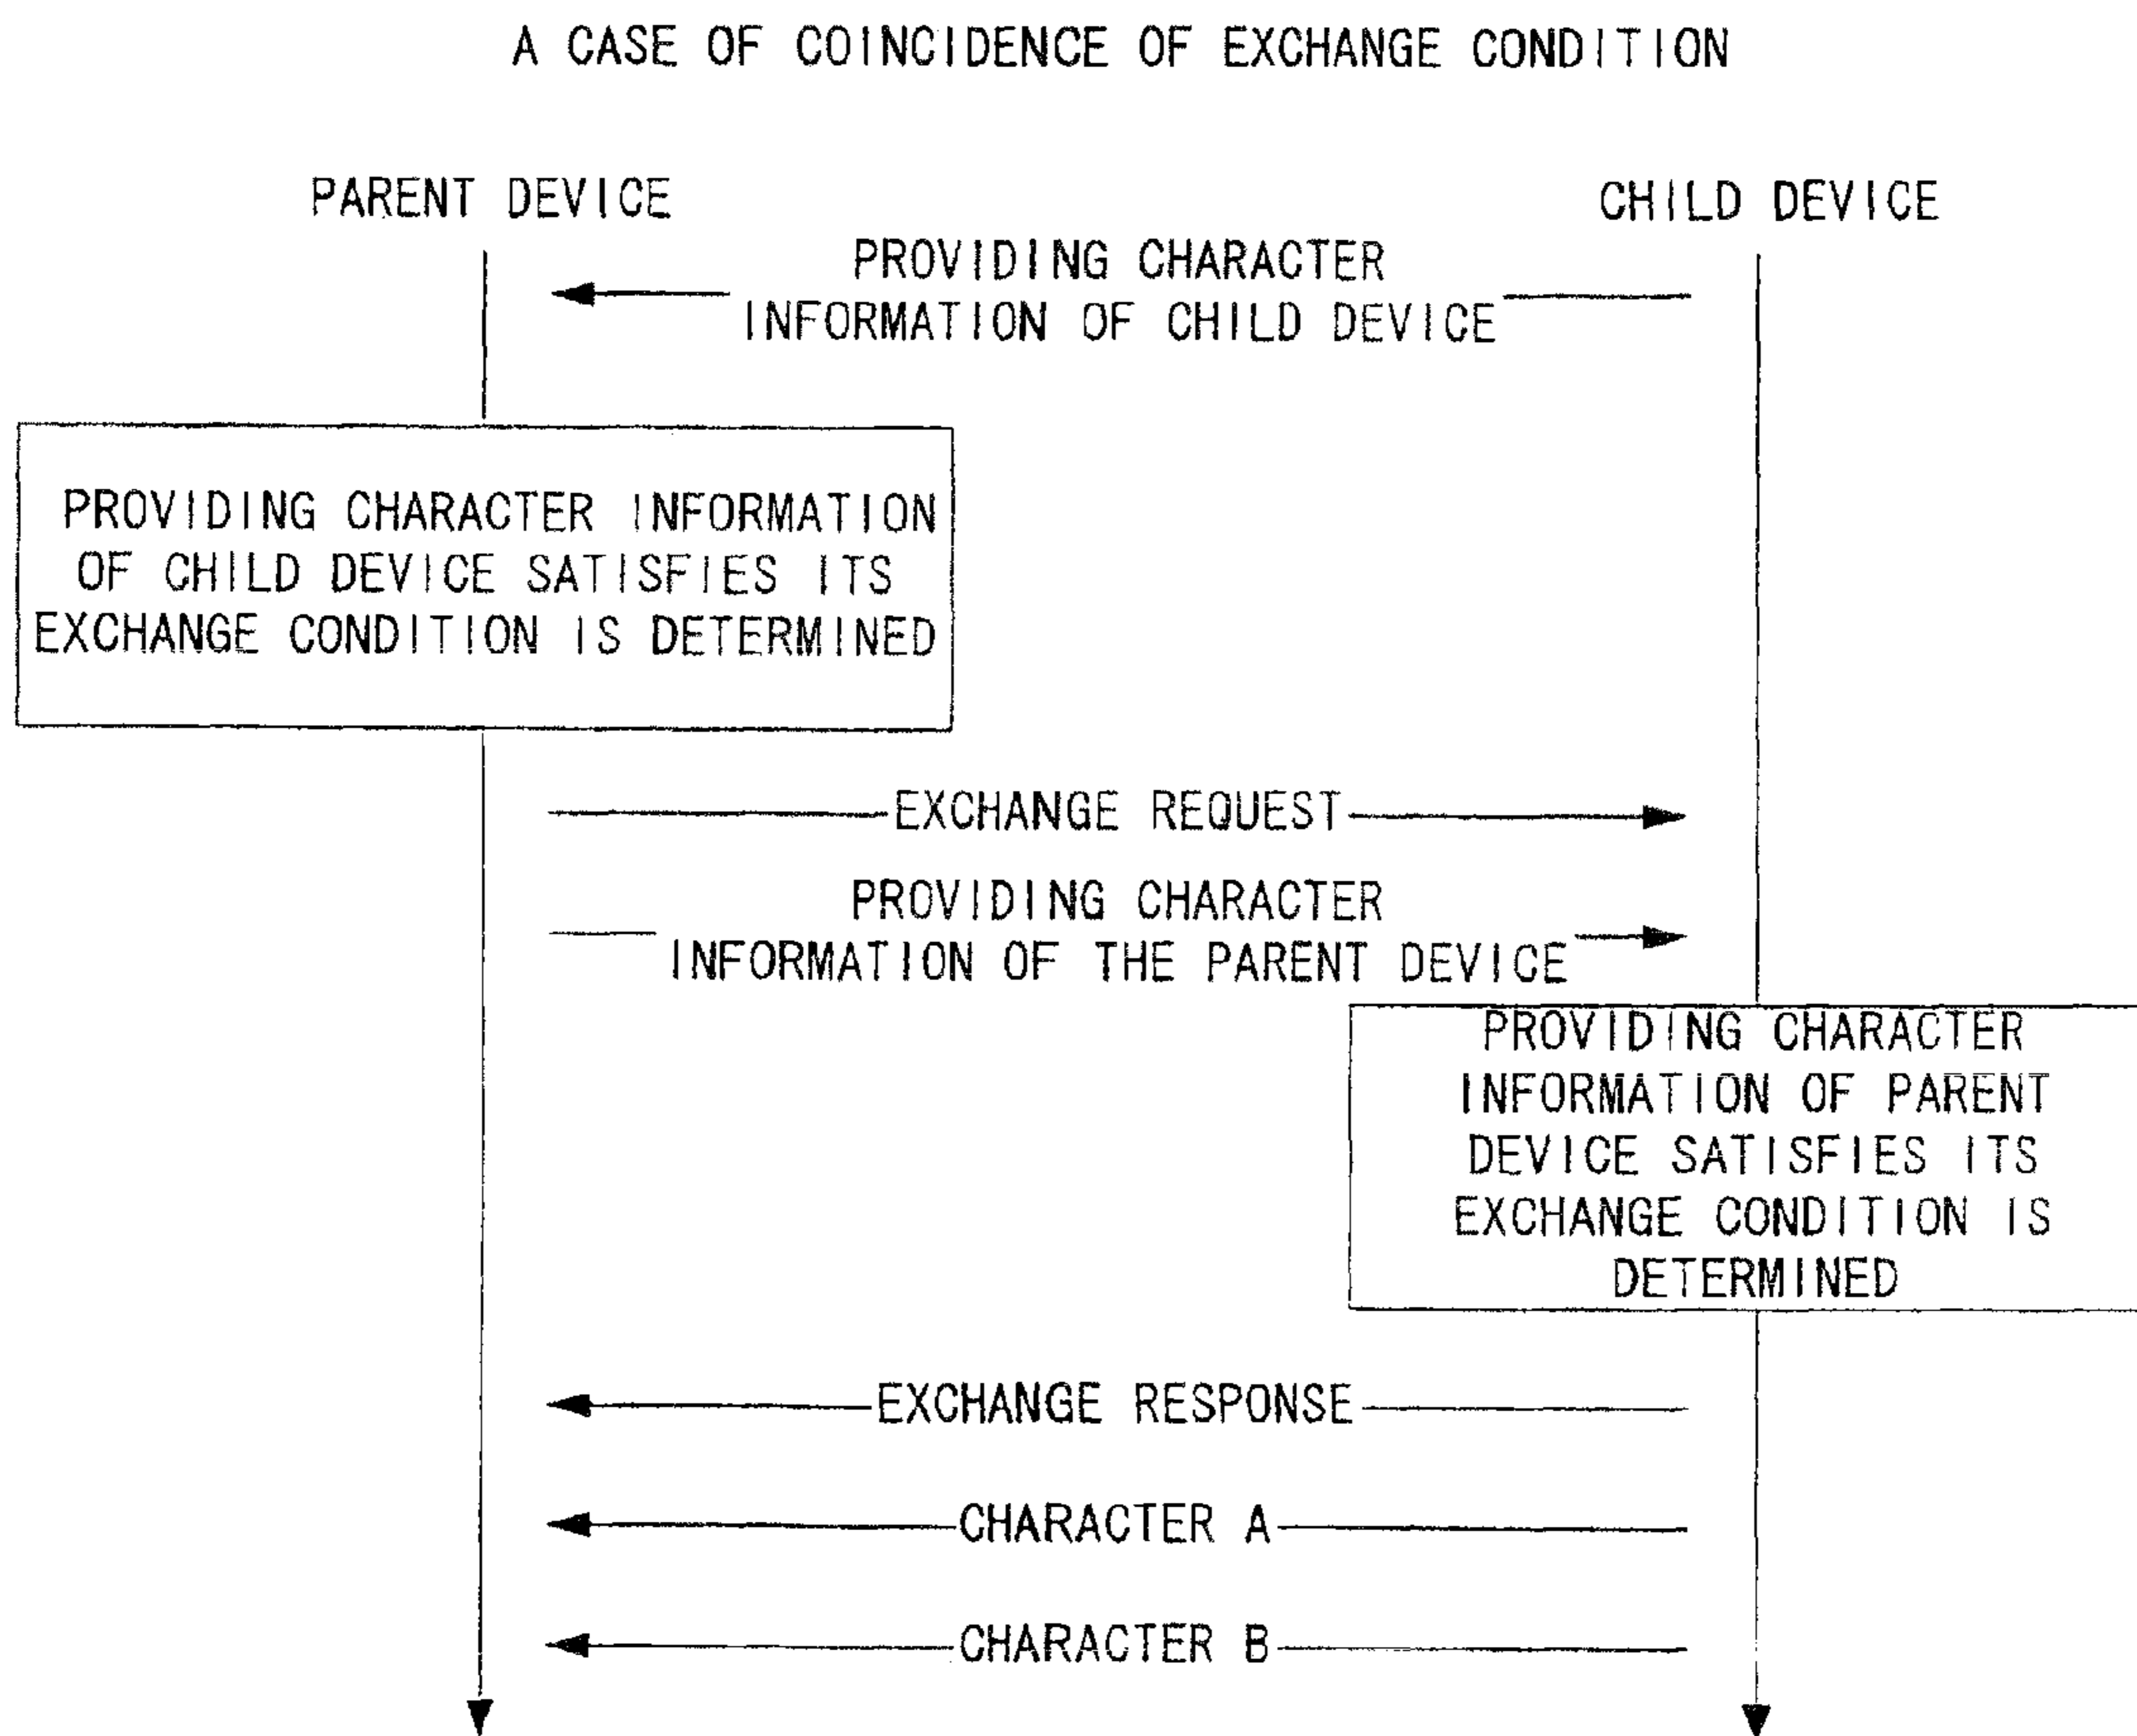 A CASE OF COINCIDENCE OF EXCHANGE CONDITION
PARENT DEVICE
CHILD DEVICE
PROVIDING CHARACTER
INFORMATION OF CHILD DEVICE
PROVIDING CHARACTER INFORMATION
OF CHILD DEVICE SATISFIES ITS
EXCHANGE CONDITION IS DETERMINED
EXCHANGE REQUEST
PROVIDING CHARACTER
INFORMATION OF THE PARENT DEVICE
PROVIDING CHARACTER
INFORMATION OF PARENT
DEVICE SATISFIES ITS
EXCHANGE CONDITION IS
DETERMINED
EXCHANGE RESPONSE
CHARACTER A
CHARACTER B